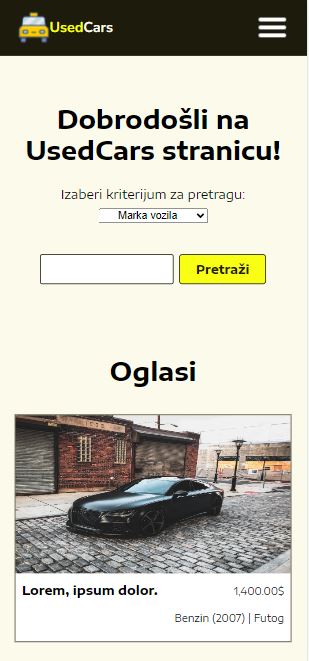 UsedCars
Dobrodošli na
UsedCars stranicu!
Izaberi kriterijum za pretragu:
Marka vozila
Pretraži
Oglasi
Lorem, ipsum dolor.
1,400.00$
Benzin (2007) | Futog